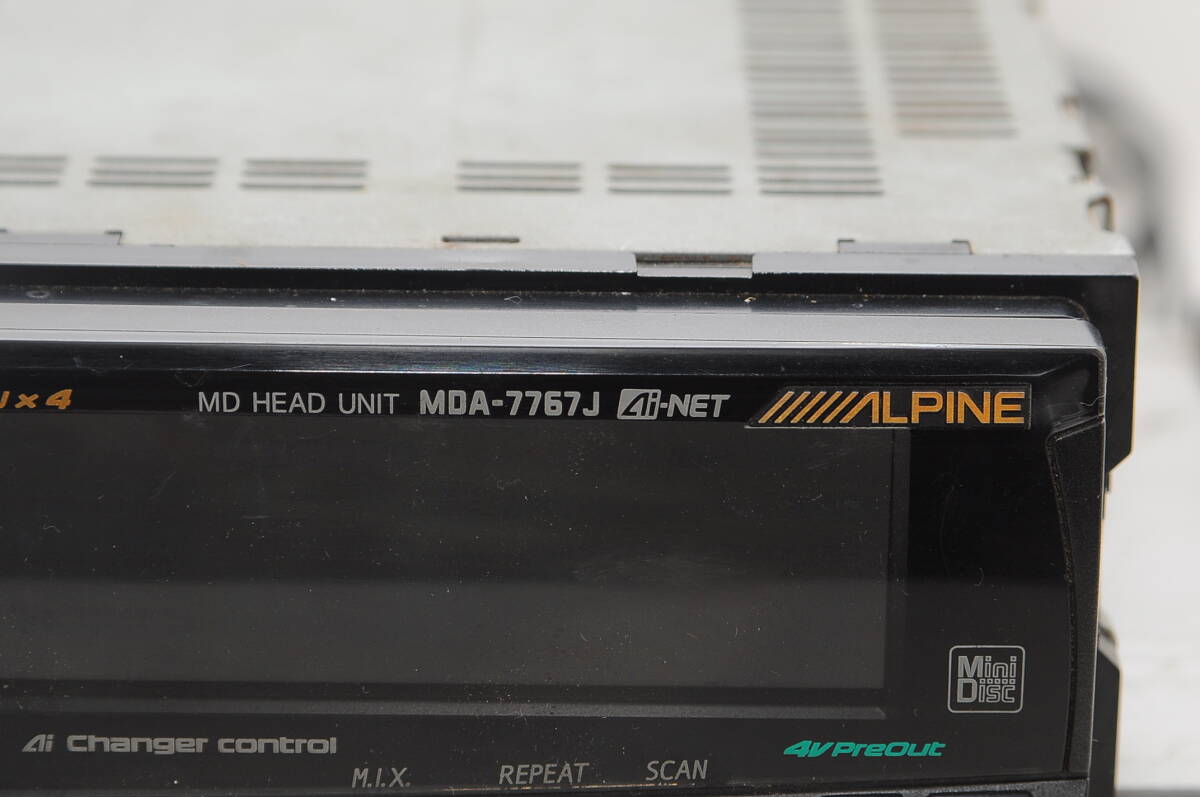 x4 MD HEAD UNIT MDA-7767J Ai-NET ALPINE
Mini
Disc
Ai Changer control 4V PreOut
M.I.X. REPEAT SCAN